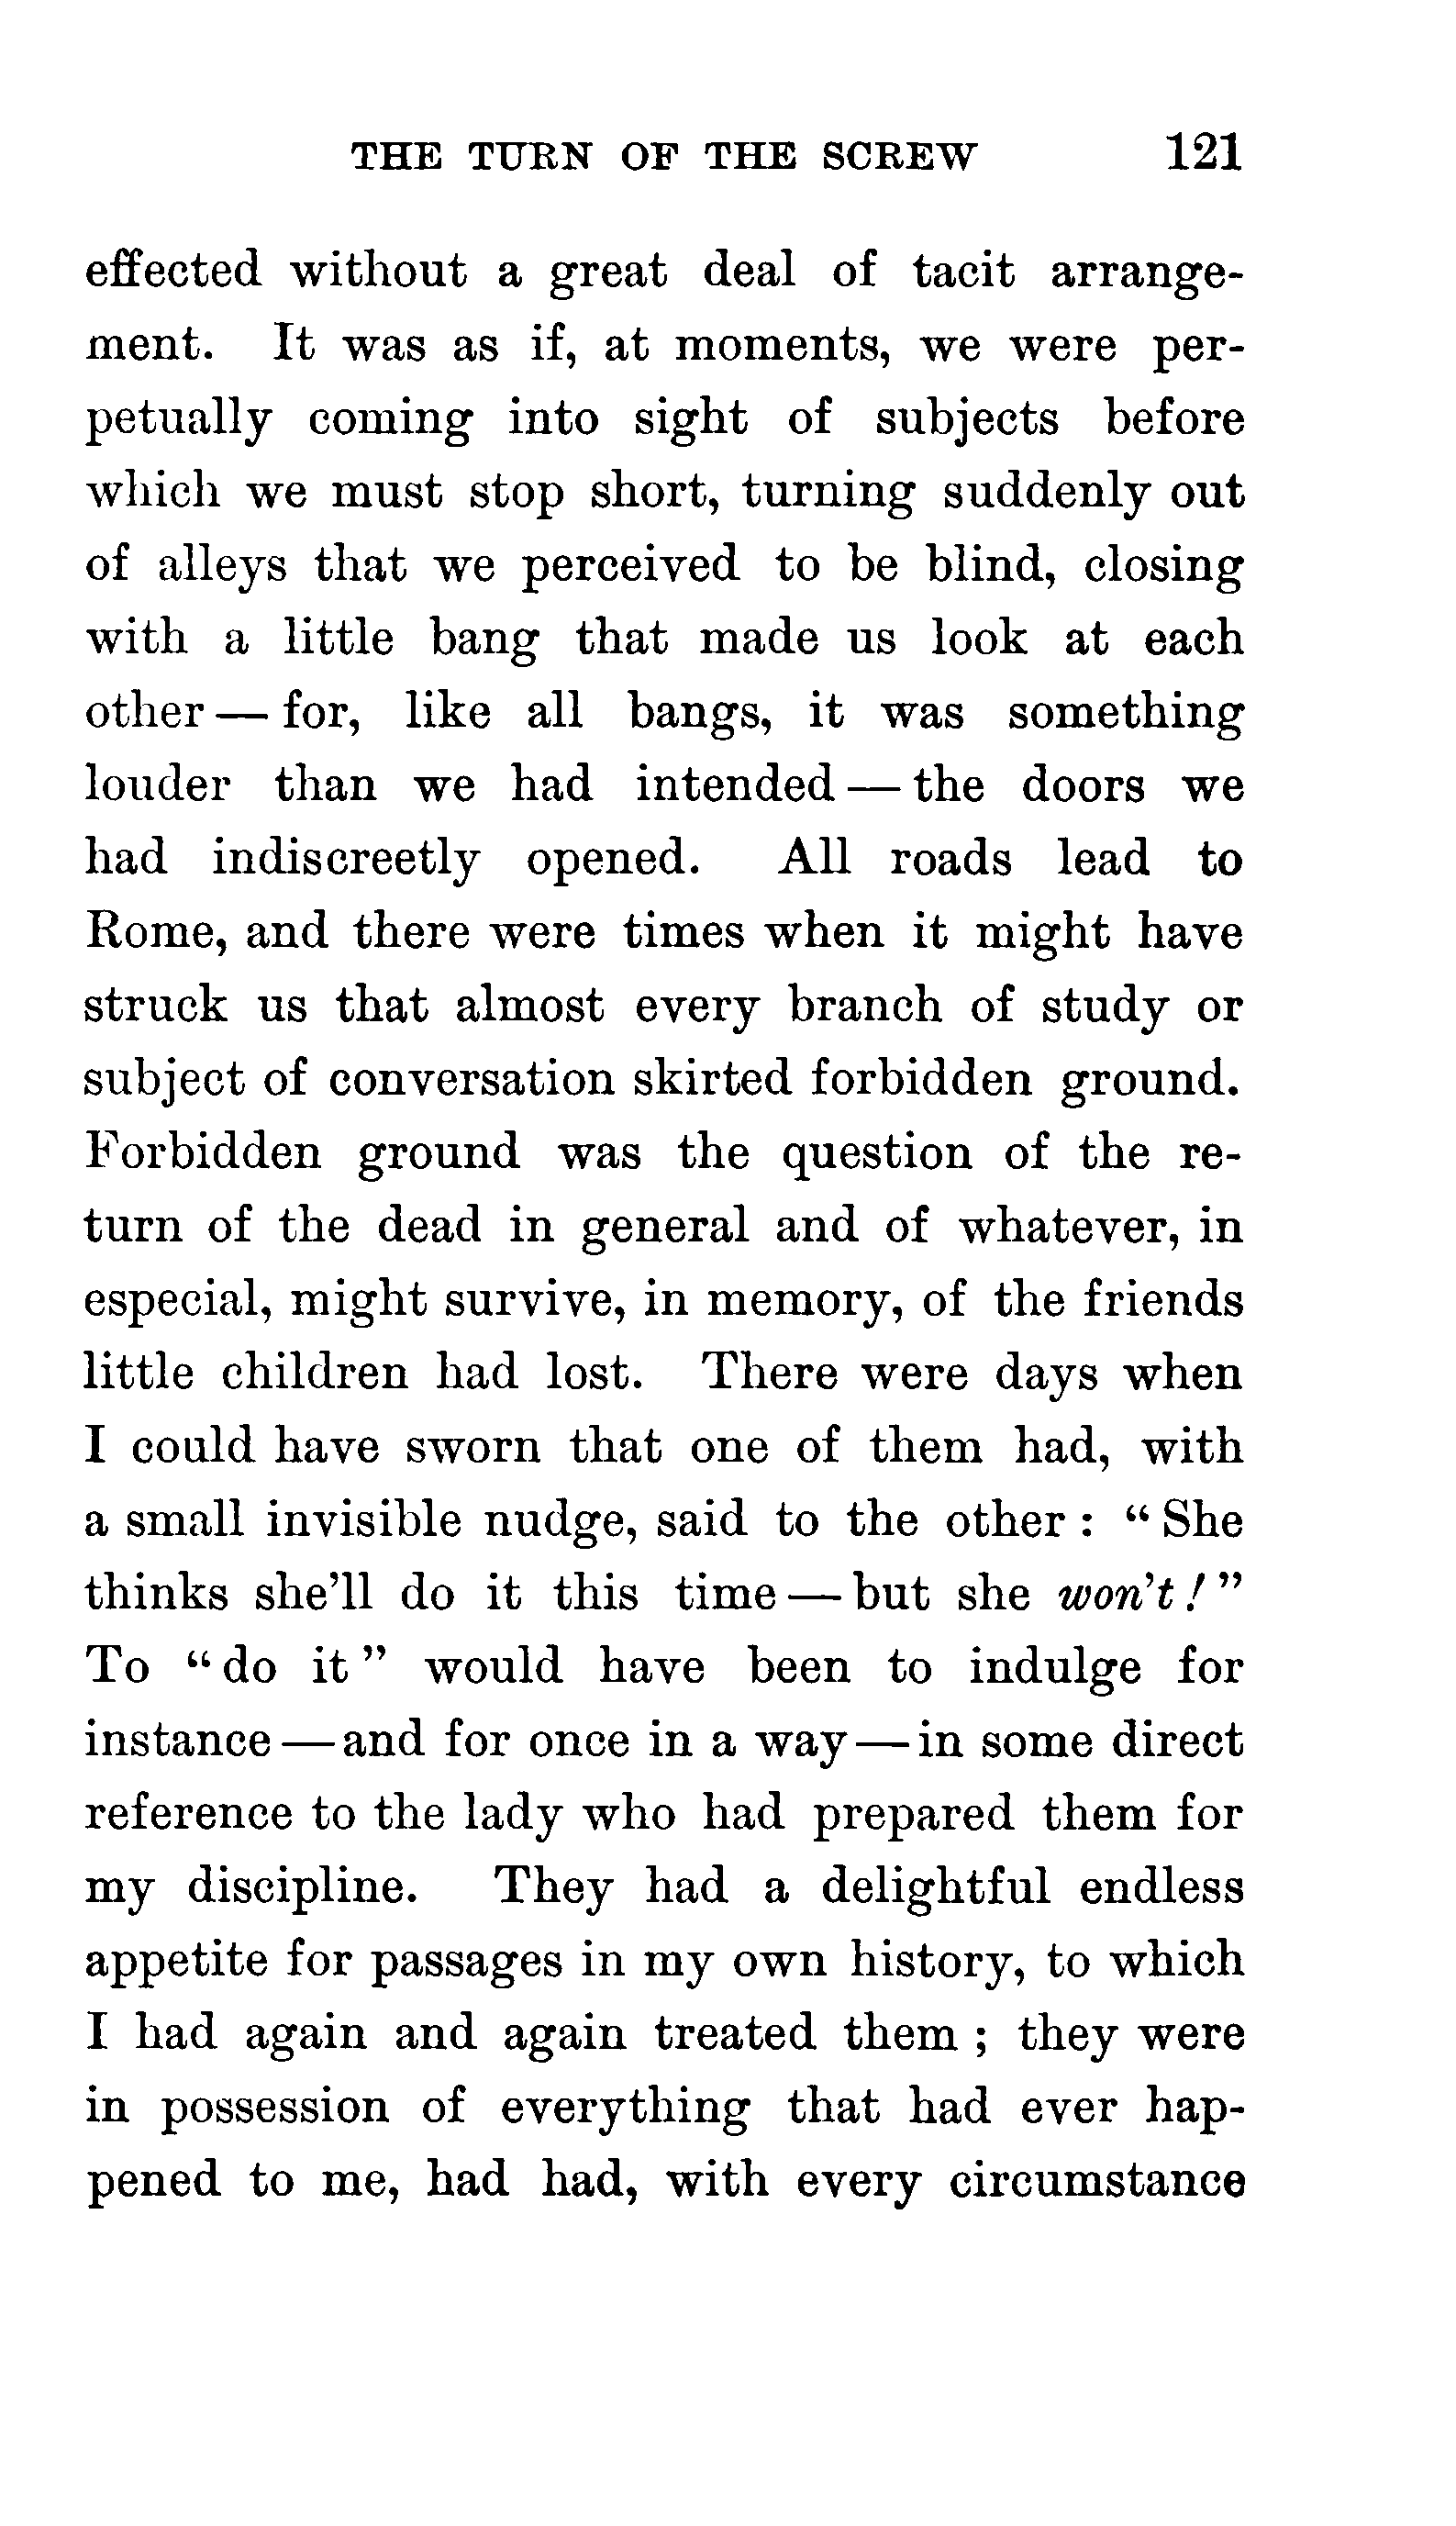 THE TURN OF THE SCREW 121
effected without a great deal of tacit arrange-
ment. It was as if, at moments, we were per-
petually coming into sight of subjects before
which we must stop short, turning suddenly out
of alleys that we perceived to be blind, closing
with a little bang that made us look at each
other — for, like all bangs, it was something
louder than we had intended — the doors we
had indiscreetly opened. All roads lead to
Rome, and there were times when it might have
struck us that almost every branch of study or
subject of conversation skirted forbidden ground.
Forbidden ground was the question of the re-
turn of the dead in general and of whatever, in
especial, might survive, in memory, of the friends
little children had lost. There were days when
I could have sworn that one of them had, with
a small invisible nudge, said to the other : “ She
thinks she’ll do it this time — but she won’t ! ”
To “ do it ” would have been to indulge for
instance — and for once in a way — in some direct
reference to the lady who had prepared them for
my discipline. They had a delightful endless
appetite for passages in my own history, to which
I had again and again treated them ; they were
in possession of everything that had ever hap-
pened to me, had had, with every circumstance